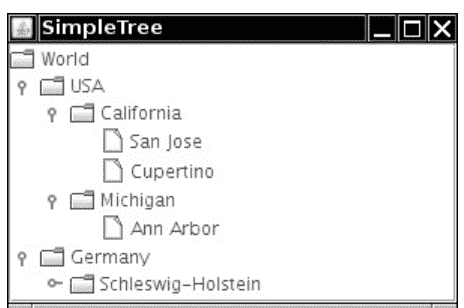 SimpleTree
World
USA
California
San Jose
Cupertino
Michigan
Ann Arbor
Germany
Schleswig-Holstein